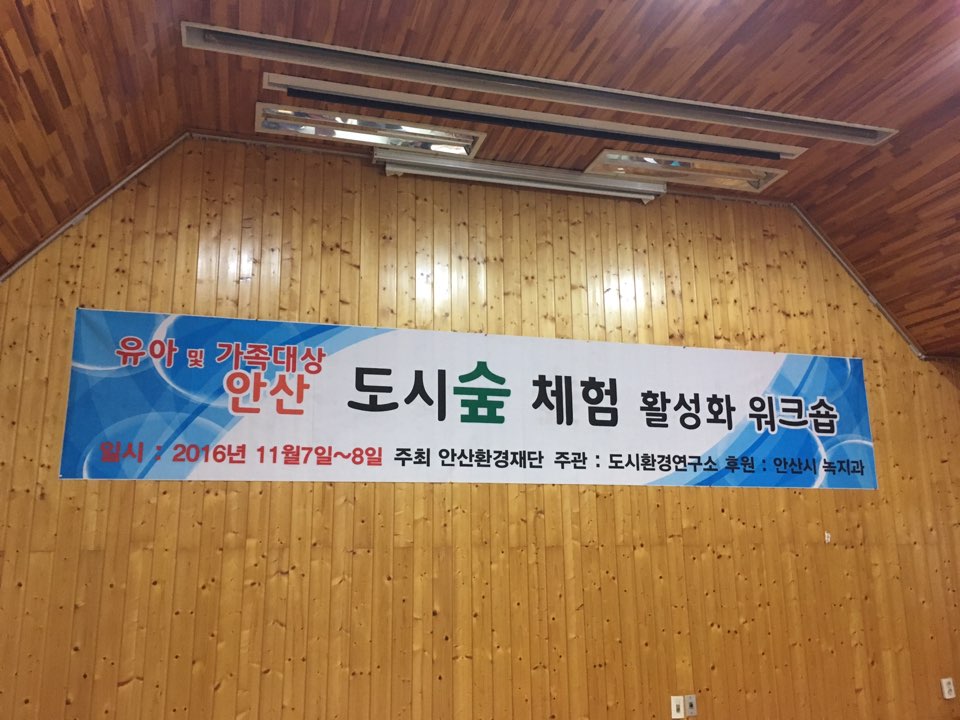 유아 및 가족대상
안산 도시숲 체험 활성화 워크숍
일시 : 2016년 11월7일~8일 주최 안산환경재단 주관 : 도시환경연구소 후원 : 안산시 녹지과